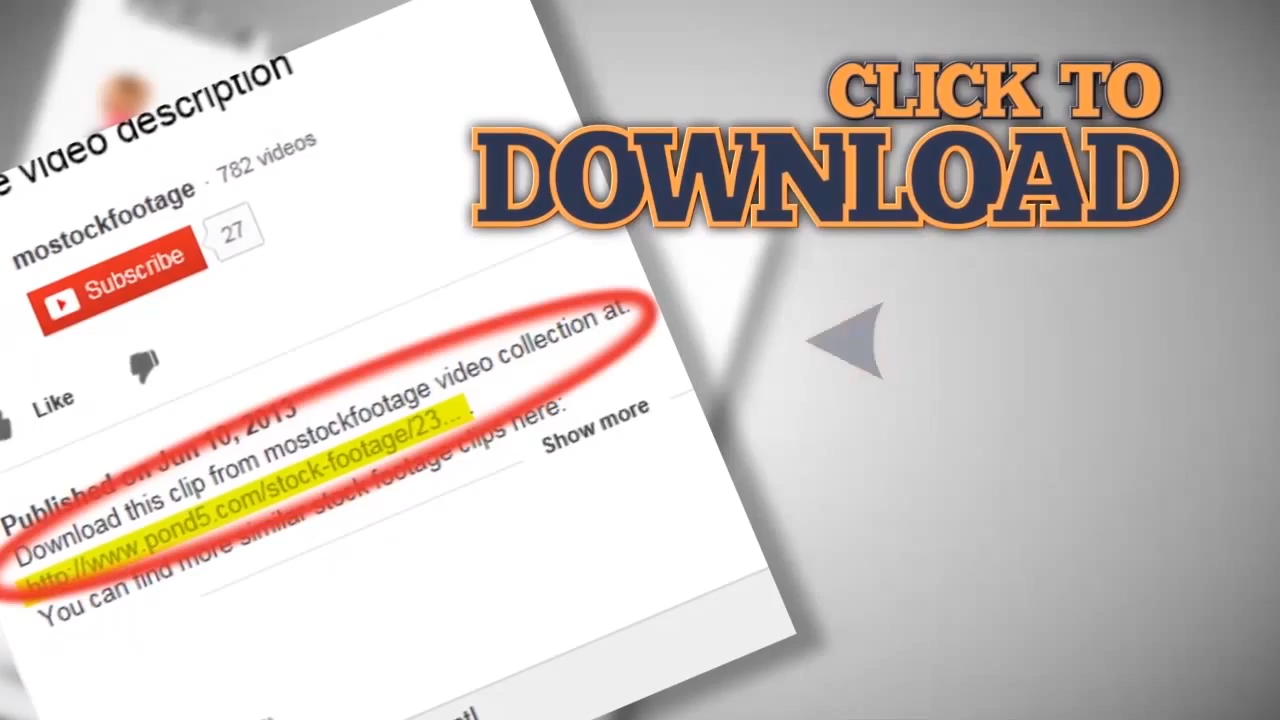 CLICK TO
DOWNLOAD
e video description
mostockfootage · 782 videos
Subscribe 27
Like
Published on Jun 10, 2013
Download this clip from mostockfootage video collection at:
http://www.pond5.com/stock-footage/23... .
You can find more similar stock footage clips here:
Show more